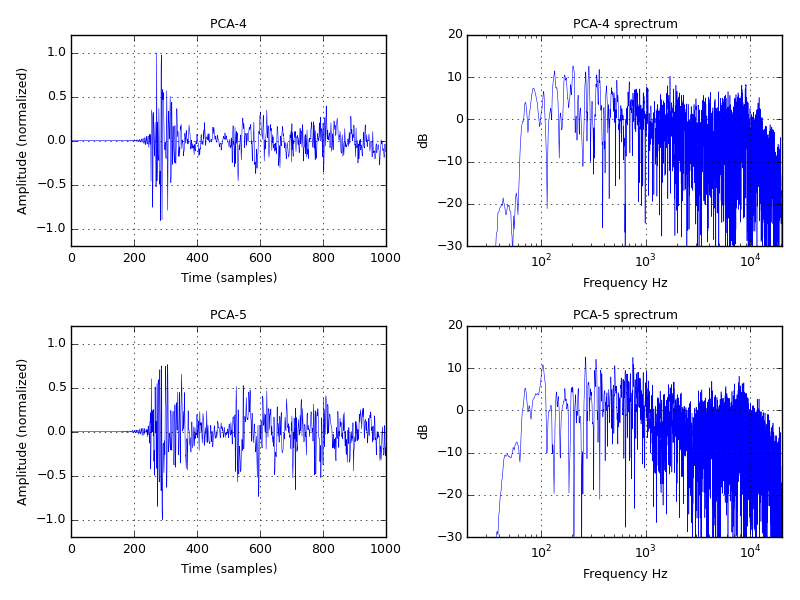 PCA-4
Amplitude (normalized)
1.0
0.5
0.0
−0.5
−1.0
0 200 400 600 800 1000
Time (samples)
PCA-4 sprectrum
dB
20
10
0
−10
−20
−30
10² 10³ 10⁴
Frequency Hz
PCA-5
Amplitude (normalized)
1.0
0.5
0.0
−0.5
−1.0
0 200 400 600 800 1000
Time (samples)
PCA-5 sprectrum
dB
20
10
0
−10
−20
−30
10² 10³ 10⁴
Frequency Hz